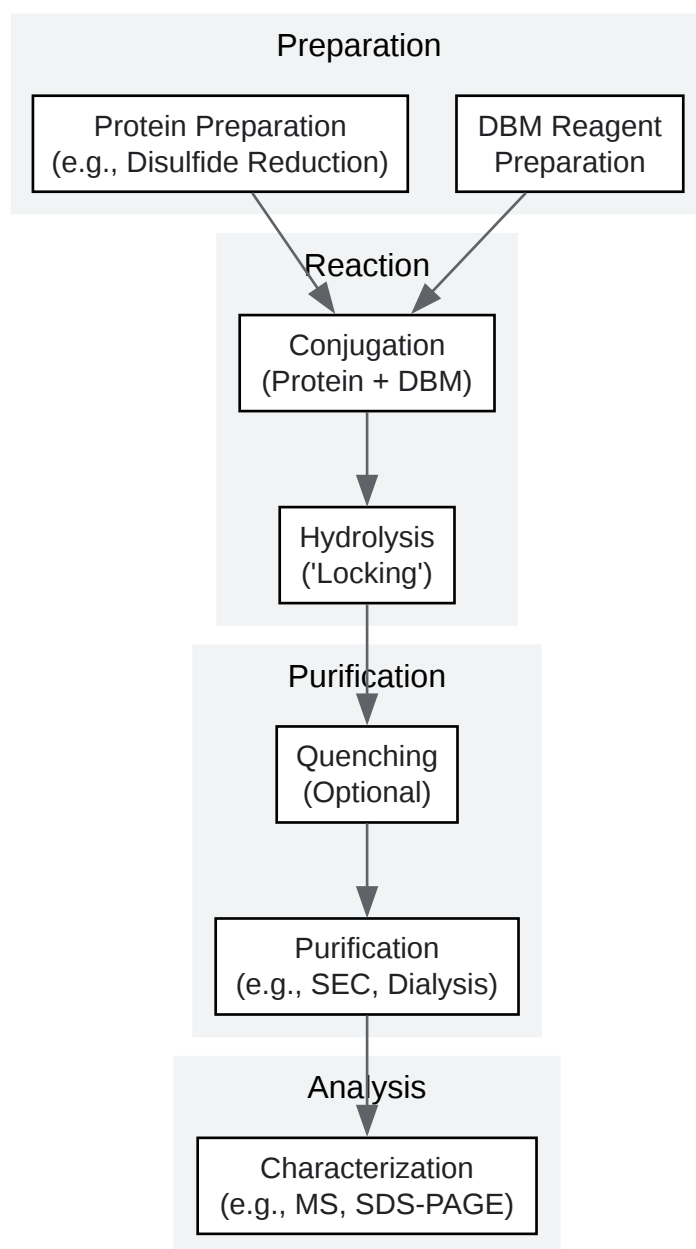 Preparation
Protein Preparation
(e.g., Disulfide Reduction)
DBM Reagent
Preparation
Reaction
Conjugation
(Protein + DBM)
Hydrolysis
('Locking')
Purification
Quenching
(Optional)
Purification
(e.g., SEC, Dialysis)
Analysis
Characterization
(e.g., MS, SDS-PAGE)